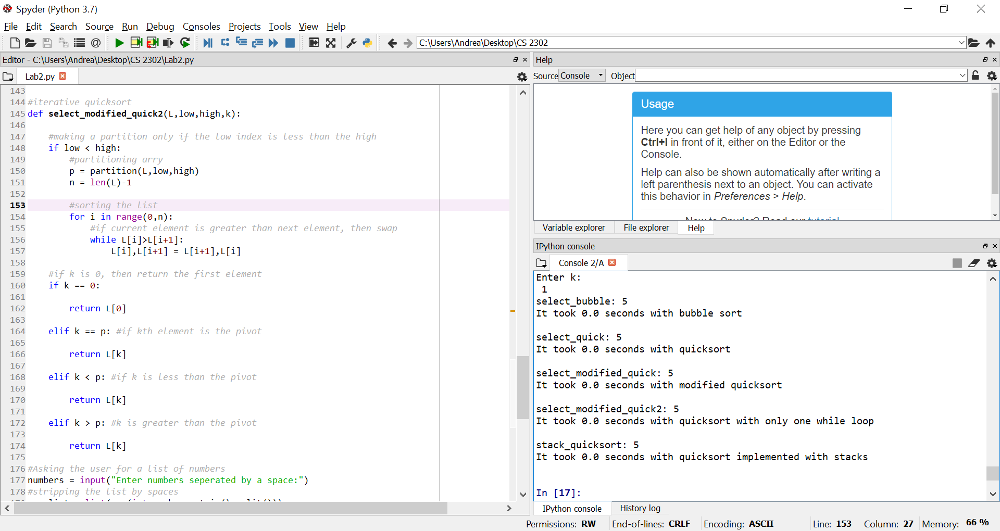 Spyder (Python 3.7)
File Edit Search Source Run Debug Consoles Projects Tools View Help
C:\Users\Andrea\Desktop\CS 2302
Editor - C:\Users\Andrea\Desktop\CS 2302\Lab2.py
Lab2.py
143
144 #iterative quicksort
145 def select_modified_quick2(L,low,high,k):
146
147     #making a partition only if the low index is less than the high
148     if low < high:
149         #partitioning arry
150         p = partition(L,low,high)
151         n = len(L)-1
152
153         #sorting the list
154         for i in range(0,n):
155             #if current element is greater than next element, then swap
156             while L[i]>L[i+1]:
157                 L[i],L[i+1] = L[i+1],L[i]
158
159     #if k is 0, then return the first element
160     if k == 0:
161
162         return L[0]
163
164     elif k == p: #if kth element is the pivot
165
166         return L[k]
167
168     elif k < p: #if k is less than the pivot
169
170         return L[k]
171
172     elif k > p: #k is greater than the pivot
173
174         return L[k]
175
176 #Asking the user for a list of numbers
177 numbers = input("Enter numbers seperated by a space:")
178 #stripping the list by spaces
Help
Source Console Object
Usage
Here you can get help of any object by pressing
Ctrl+I in front of it, either on the Editor or the
Console.
Help can also be shown automatically after writing a
left parenthesis next to an object. You can activate
this behavior in Preferences > Help.
New to Spyder? Read our tutorial
Variable explorer File explorer Help
IPython console
Console 2/A
Enter k:
1
select_bubble: 5
It took 0.0 seconds with bubble sort
select_quick: 5
It took 0.0 seconds with quicksort
select_modified_quick: 5
It took 0.0 seconds with modified quicksort
select_modified_quick2: 5
It took 0.0 seconds with quicksort with only one while loop
stack_quicksort: 5
It took 0.0 seconds with quicksort implemented with stacks
In [17]:
IPython console History log
Permissions: RW End-of-lines: CRLF Encoding: ASCII Line: 153 Column: 27 Memory: 66 %